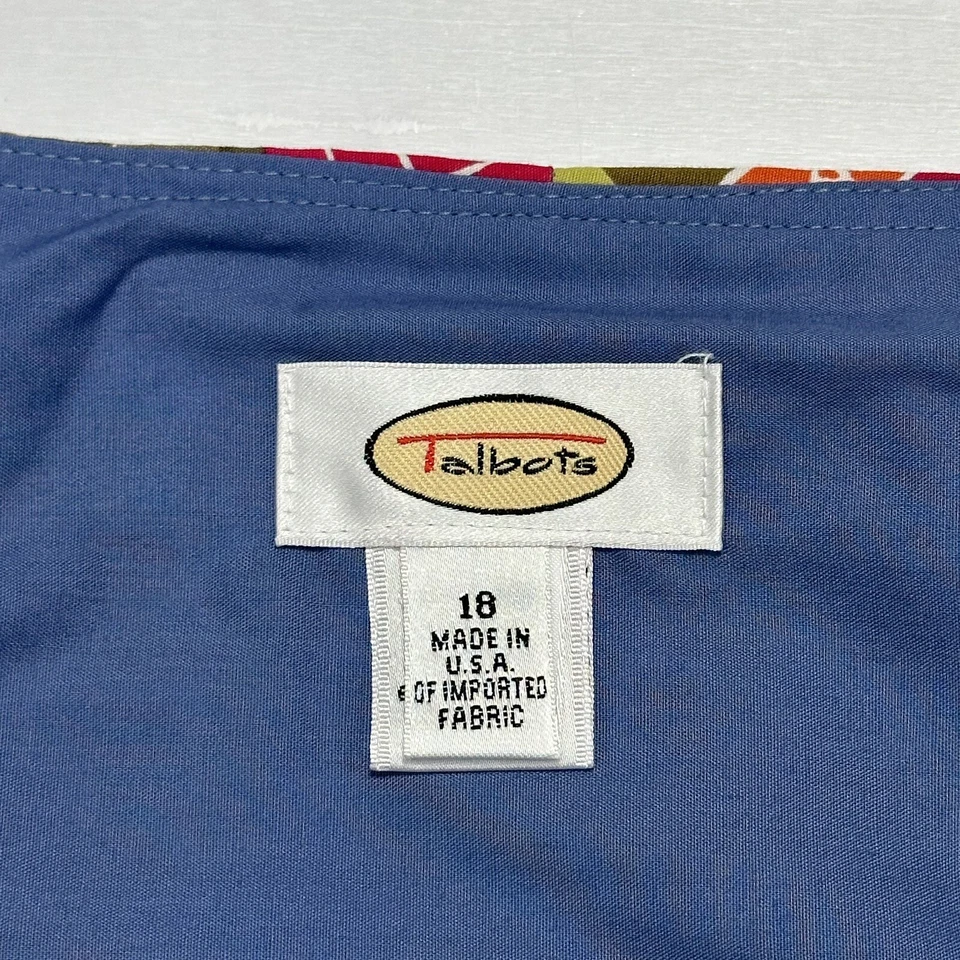 Talbots
18
MADE IN
U.S.A.
OF IMPORTED
FABRIC